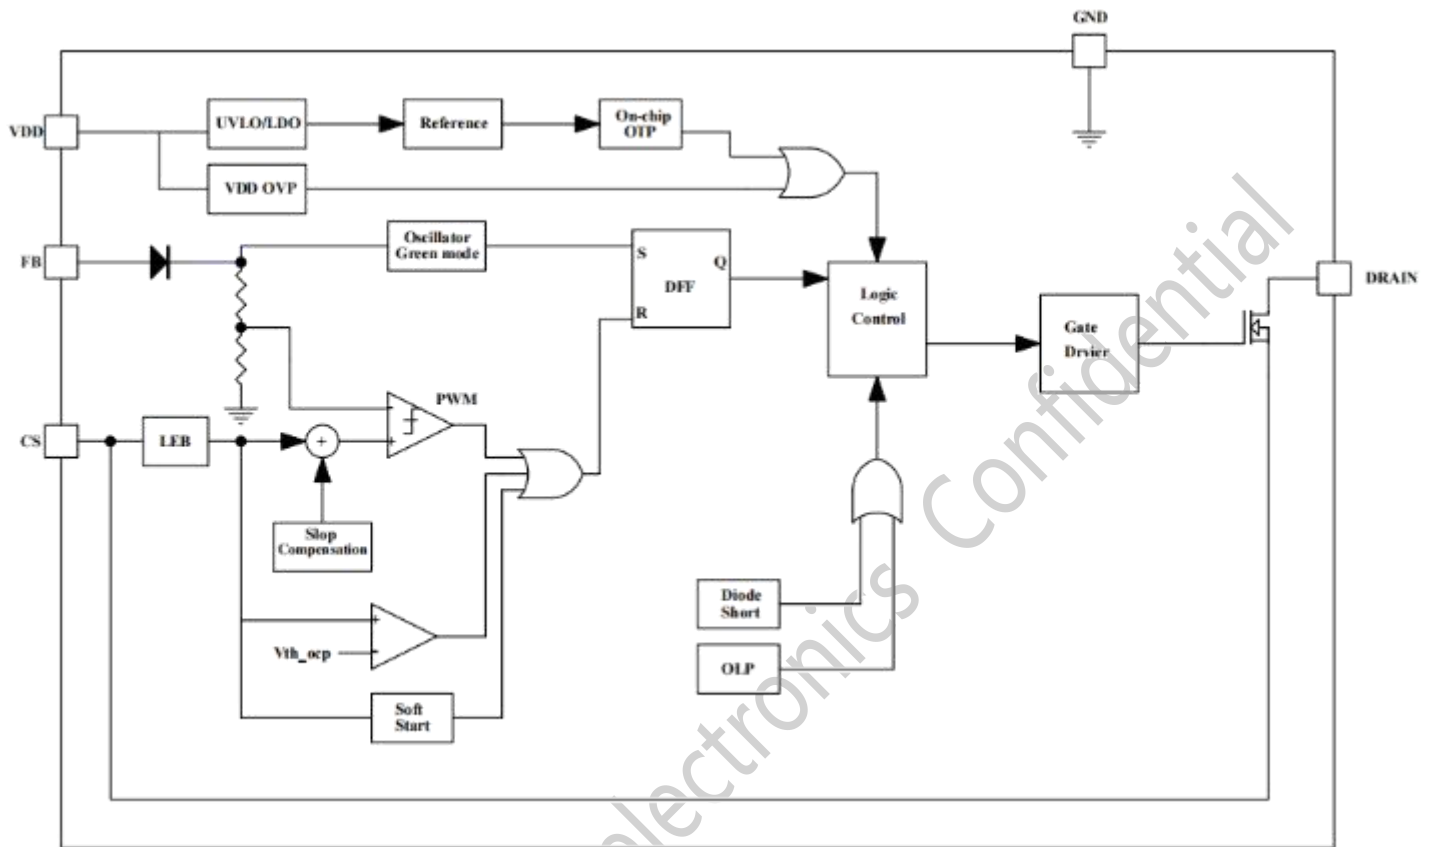 GND
VDD
UVLO/LDO
Reference
On-chip
OTP
VDD OVP
FB
Oscillator
Green mode
S
Q
DFF
R
Logic
Control
DRAIN
Gate
Drvier
PWM
CS
LEB
+
-
+
Slop
Compensation
+
Vth_ocp
-
Soft
Start
Diode
Short
OLP
electronics Confidential